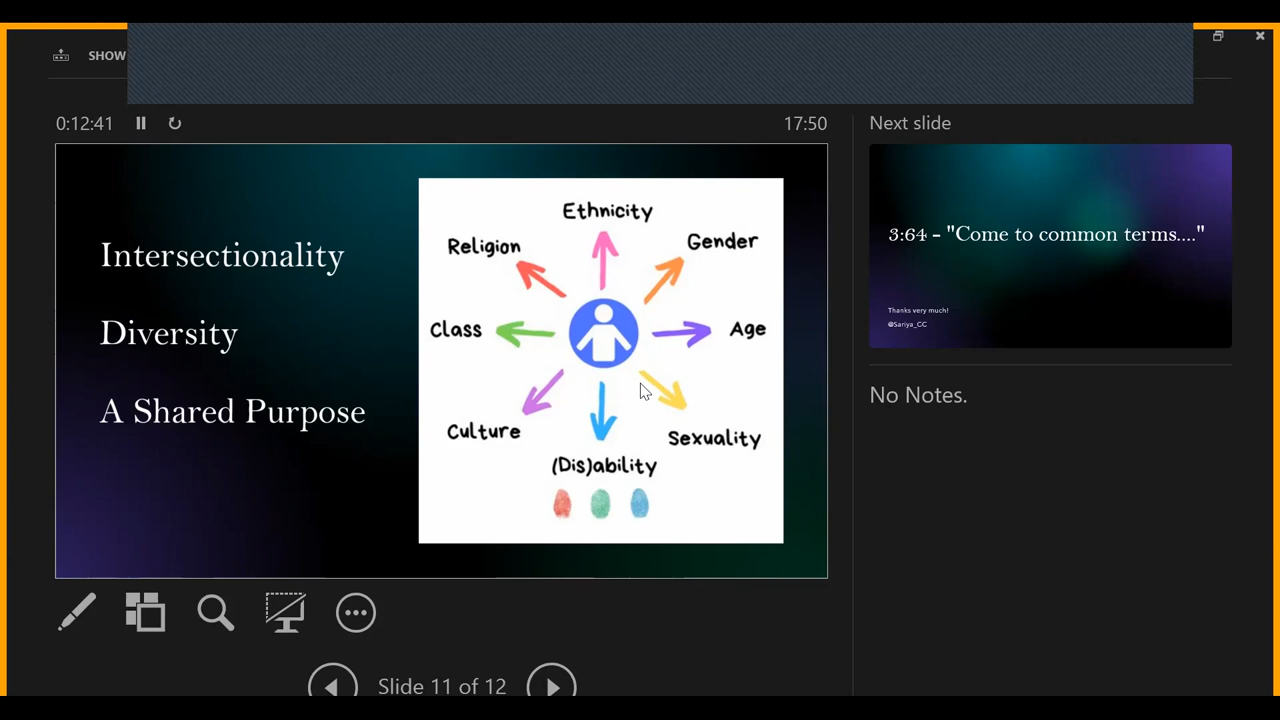 SHOW
0:12:41
17:50
Next slide
Intersectionality
Diversity
A Shared Purpose
Ethnicity
Religion
Gender
Class
Age
Culture
Sexuality
(Dis)ability
3:64 - "Come to common terms...."
Thanks very much!
@Sariya_CC
No Notes.
Slide 11 of 12